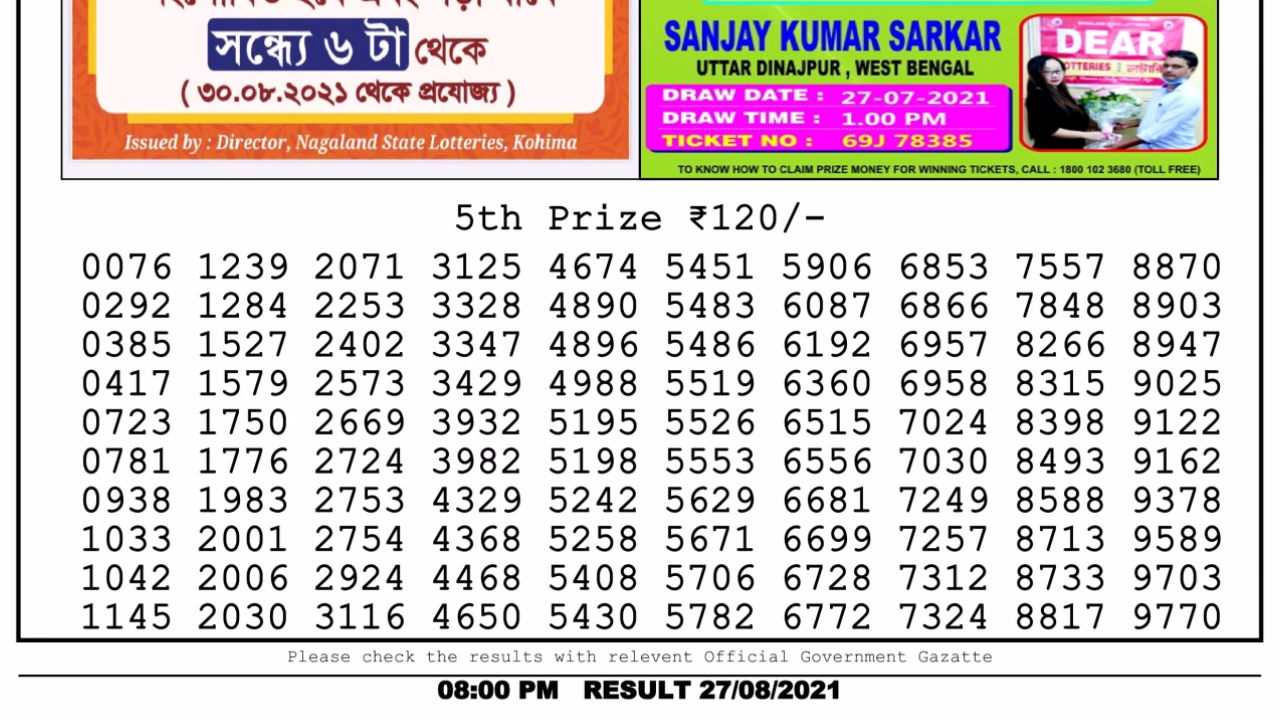 সন্ধ্যে ৬ টা থেকে
( ৩০.০৮.২০২১ থেকে প্রযোজ্য )
Issued by : Director, Nagaland State Lotteries, Kohima
SANJAY KUMAR SARKAR
UTTAR DINAJPUR , WEST BENGAL
DRAW DATE : 27-07-2021
DRAW TIME : 1.00 PM
TICKET NO : 69J 78385
DEAR
LOTTERIES
TO KNOW HOW TO CLAIM PRIZE MONEY FOR WINNING TICKETS, CALL : 1800 102 3680 (TOLL FREE)
5th Prize ₹120/-
0076 1239 2071 3125 4674 5451 5906 6853 7557 8870
0292 1284 2253 3328 4890 5483 6087 6866 7848 8903
0385 1527 2402 3347 4896 5486 6192 6957 8266 8947
0417 1579 2573 3429 4988 5519 6360 6958 8315 9025
0723 1750 2669 3932 5195 5526 6515 7024 8398 9122
0781 1776 2724 3982 5198 5553 6556 7030 8493 9162
0938 1983 2753 4329 5242 5629 6681 7249 8588 9378
1033 2001 2754 4368 5258 5671 6699 7257 8713 9589
1042 2006 2924 4468 5408 5706 6728 7312 8733 9703
1145 2030 3116 4650 5430 5782 6772 7324 8817 9770
Please check the results with relevent Official Government Gazatte
08:00 PM RESULT 27/08/2021